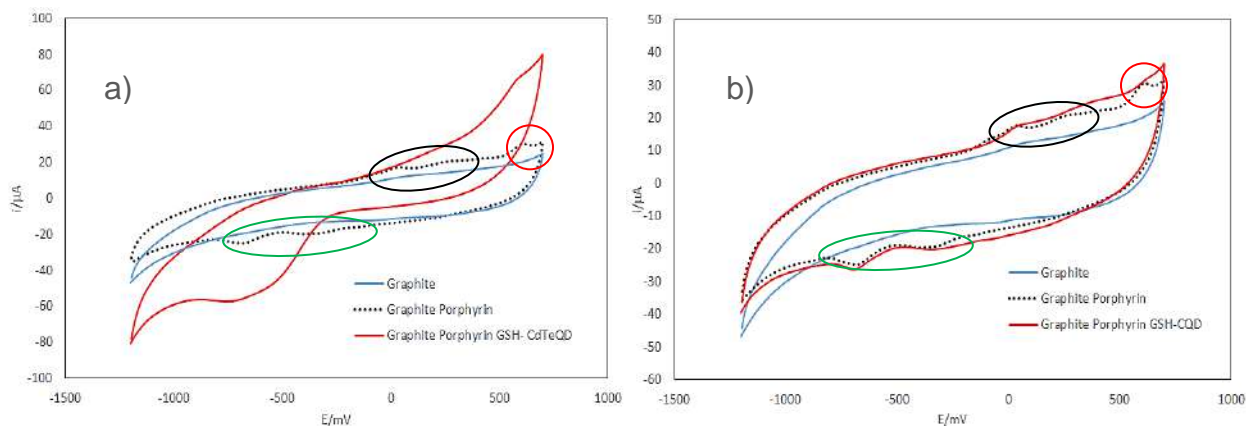 a)
100
80
60
40
20
0
-20
-40
-60
-80
-100
i/µA
-1500
-1000
-500
0
500
1000
E/mV
Graphite
Graphite Porphyrin
Graphite Porphyrin GSH- CdTeQD
b)
50
40
30
20
10
0
-10
-20
-30
-40
-50
-60
I/µA
-1500
-1000
-500
0
500
1000
E/mV
Graphite
Graphite Porphyrin
Graphite Porphyrin GSH-CQD